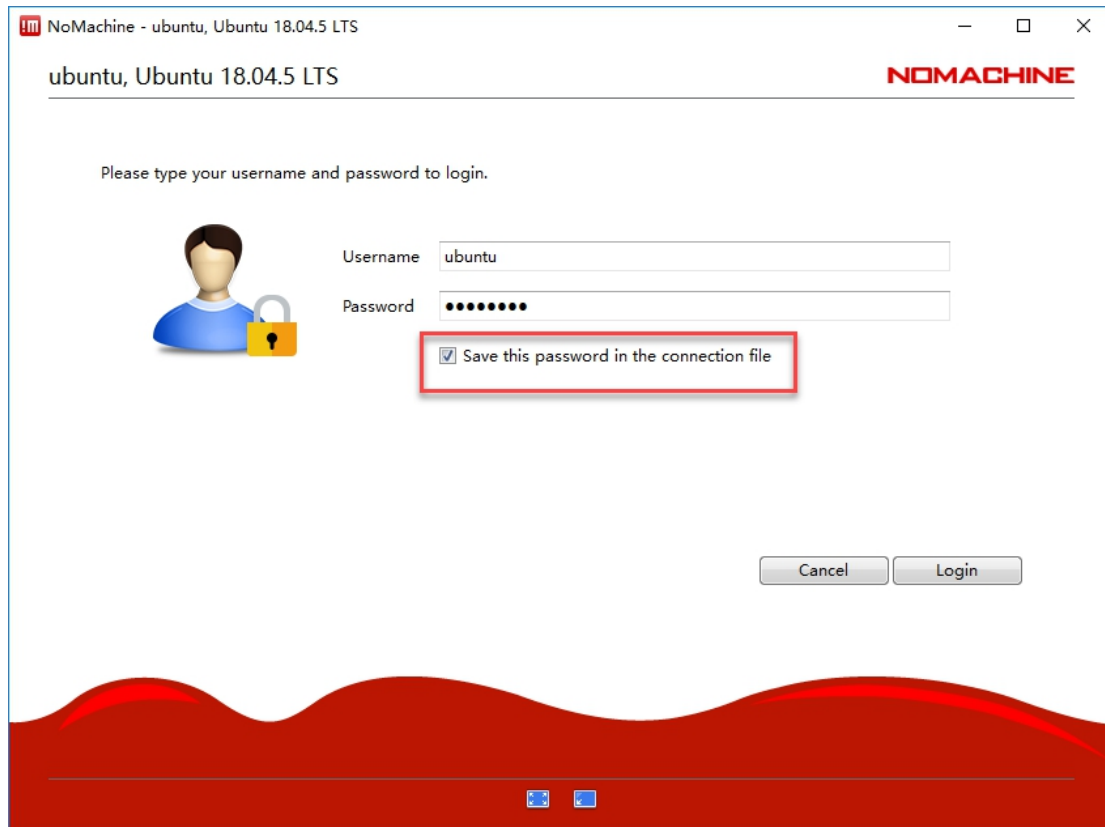 NoMachine - ubuntu, Ubuntu 18.04.5 LTS
ubuntu, Ubuntu 18.04.5 LTS
NOMACHINE
Please type your username and password to login.
Username ubuntu
Password ●●●●●●●●
Save this password in the connection file
Cancel Login